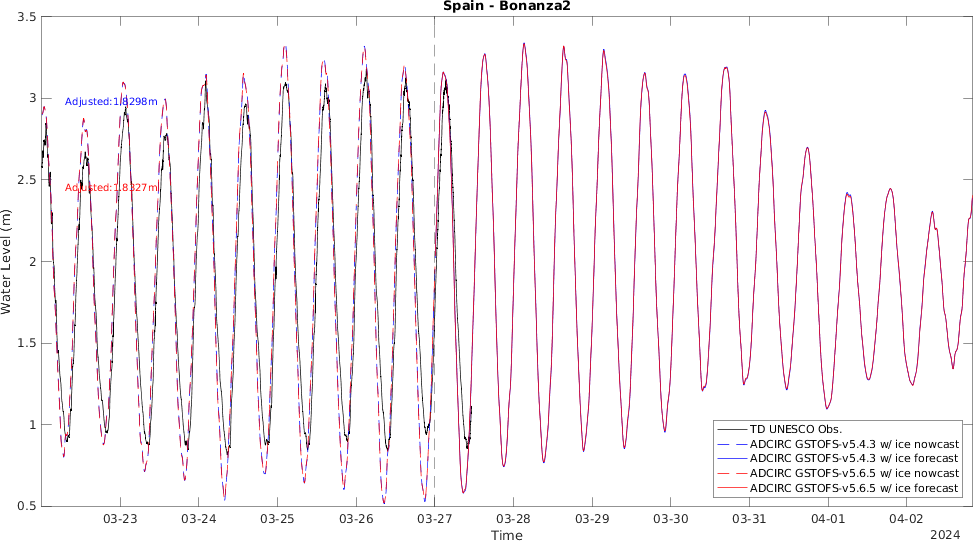 Spain - Bonanza2
3.5
3
2.5
2
1.5
1
0.5
Water Level (m)
Adjusted:1.8298m
Adjusted:1.8327m
TD UNESCO Obs.
ADCIRC GSTOFS-v5.4.3 w/ ice nowcast
ADCIRC GSTOFS-v5.4.3 w/ ice forecast
ADCIRC GSTOFS-v5.6.5 w/ ice nowcast
ADCIRC GSTOFS-v5.6.5 w/ ice forecast
03-23 03-24 03-25 03-26 03-27 03-28 03-29 03-30 03-31 04-01 04-02
Time
2024